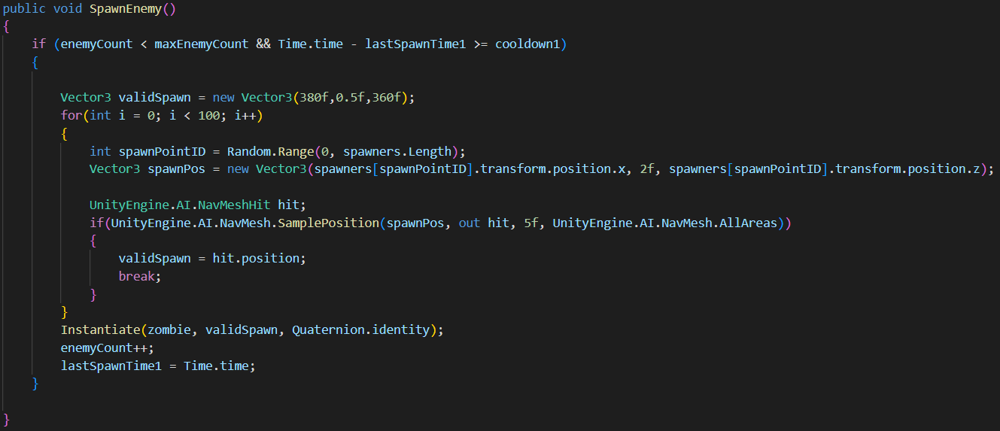 public void SpawnEnemy()
{
    if (enemyCount < maxEnemyCount && Time.time - lastSpawnTime1 >= cooldown1)
    {

        Vector3 validSpawn = new Vector3(380f,0.5f,360f);
        for(int i = 0; i < 100; i++)
        {
            int spawnPointID = Random.Range(0, spawners.Length);
            Vector3 spawnPos = new Vector3(spawners[spawnPointID].transform.position.x, 2f, spawners[spawnPointID].transform.position.z);

            UnityEngine.AI.NavMeshHit hit;
            if(UnityEngine.AI.NavMesh.SamplePosition(spawnPos, out hit, 5f, UnityEngine.AI.NavMesh.AllAreas))
            {
                validSpawn = hit.position;
                break;
            }
        }
        Instantiate(zombie, validSpawn, Quaternion.identity);
        enemyCount++;
        lastSpawnTime1 = Time.time;
    }

}